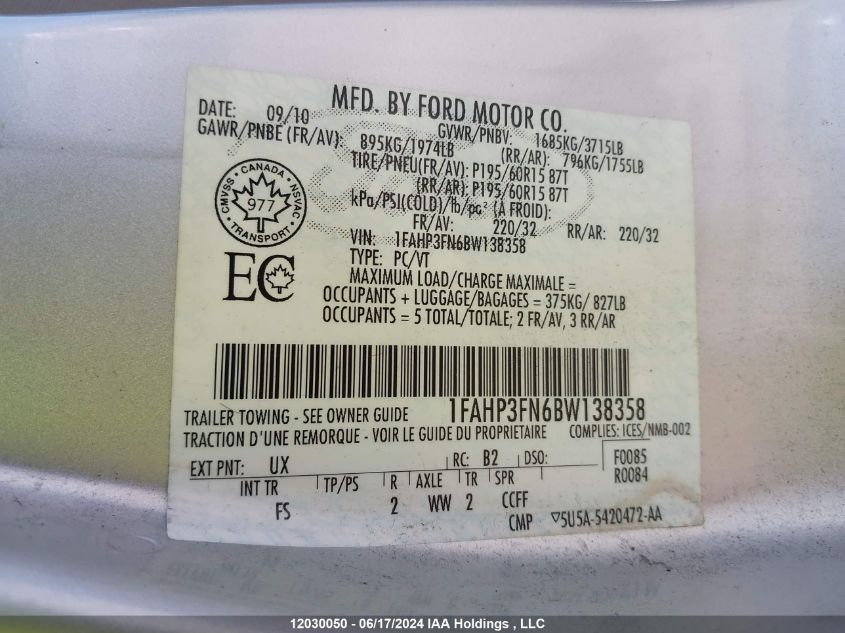 MFD. BY FORD MOTOR CO.
DATE: 09/10 GVWR/PNBV: 1685KG/3715LB
GAWR/PNBE (FR/AV): 895KG/1974LB (RR/AR): 796KG/1755LB
TIRE/PNEU(FR/AV): P195/60R15 87T
(RR/AR): P195/60R15 87T
kPa/PSI(COLD)/lb/po² (À FROID):
FR/AV: 220/32 RR/AR: 220/32
CANADA
CMVSS NSVAC
977
TRANSPORT
VIN: 1FAHP3FN6BW138358
TYPE: PC/VT
EC
MAXIMUM LOAD/CHARGE MAXIMALE =
OCCUPANTS + LUGGAGE/BAGAGES = 375KG/ 827LB
OCCUPANTS = 5 TOTAL/TOTALE; 2 FR/AV, 3 RR/AR
1FAHP3FN6BW138358
TRAILER TOWING - SEE OWNER GUIDE
TRACTION D'UNE REMORQUE - VOIR LE GUIDE DU PROPRIETAIRE COMPLIES: ICES/NMB-002
EXT PNT: UX RC: B2 DSO: F0085
R0084
INT TR TP/PS R AXLE TR SPR
FS 2 WW 2 CCFF
CMP ▽5U5A-5420472-AA
12030050 - 06/17/2024 IAA Holdings , LLC